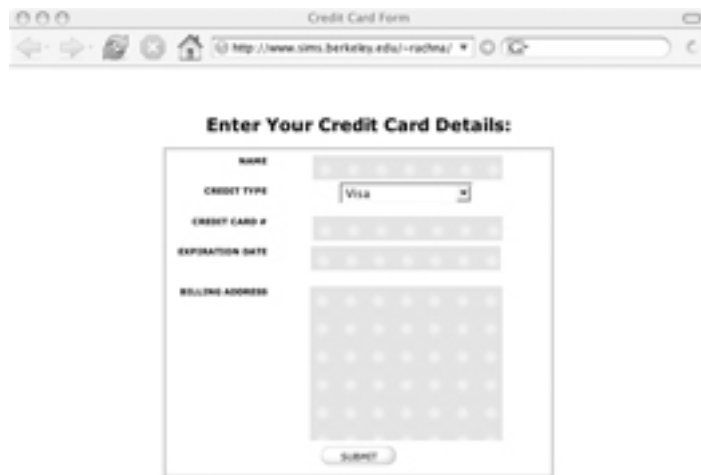 Credit Card Form
http://www.sims.berkeley.edu/~rachna/
Enter Your Credit Card Details:
NAME
CREDIT TYPE
Visa
CREDIT CARD #
EXPIRATION DATE
BILLING ADDRESS
SUBMIT